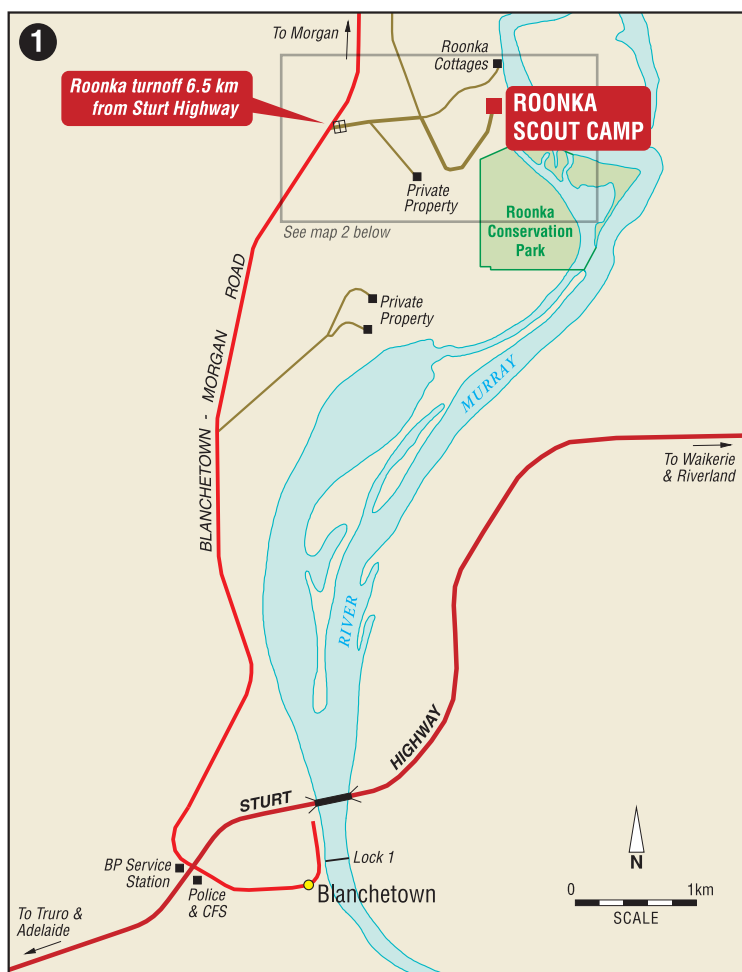 1
To Morgan
Roonka
Cottages
Roonka turnoff 6.5 km
from Sturt Highway
ROONKA
SCOUT CAMP
Private
Property
Roonka
Conservation
Park
See map 2 below
BLANCHETOWN - MORGAN ROAD
Private
Property
MURRAY
To Waikerie
& Riverland
RIVER
HIGHWAY
STURT
Lock 1
BP Service
Station
Police
& CFS
Blanchetown
To Truro &
Adelaide
N
0 1km
SCALE